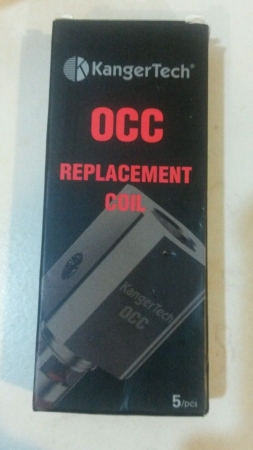 KangerTech®
OCC
REPLACEMENT
COIL
KangerTech
OCC
5/pcs